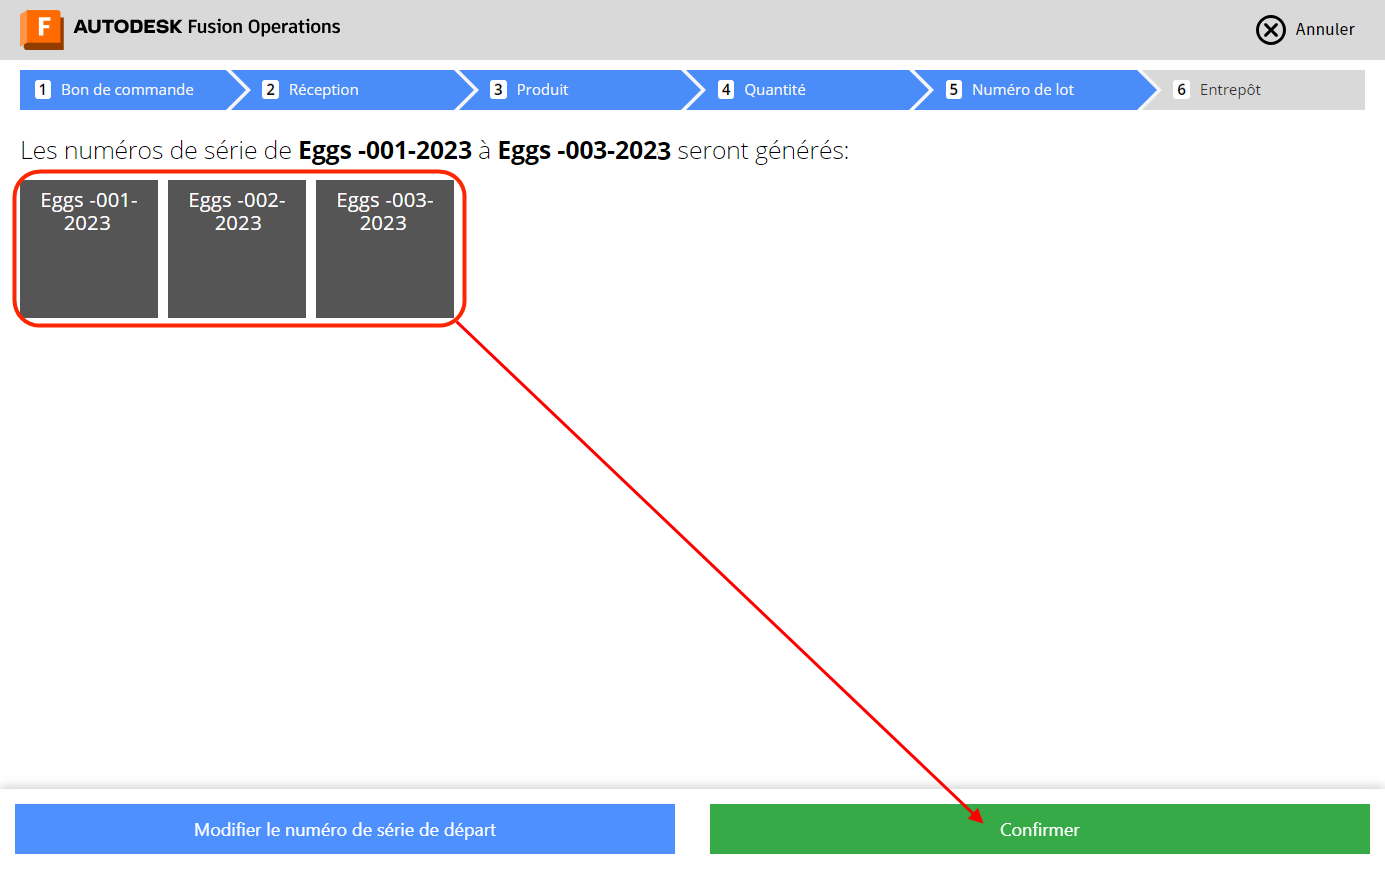 F AUTODESK Fusion Operations
Annuler
1 Bon de commande
2 Réception
3 Produit
4 Quantité
5 Numéro de lot
6 Entrepôt
Les numéros de série de Eggs -001-2023 à Eggs -003-2023 seront générés:
Eggs -001-
2023
Eggs -002-
2023
Eggs -003-
2023
Modifier le numéro de série de départ
Confirmer